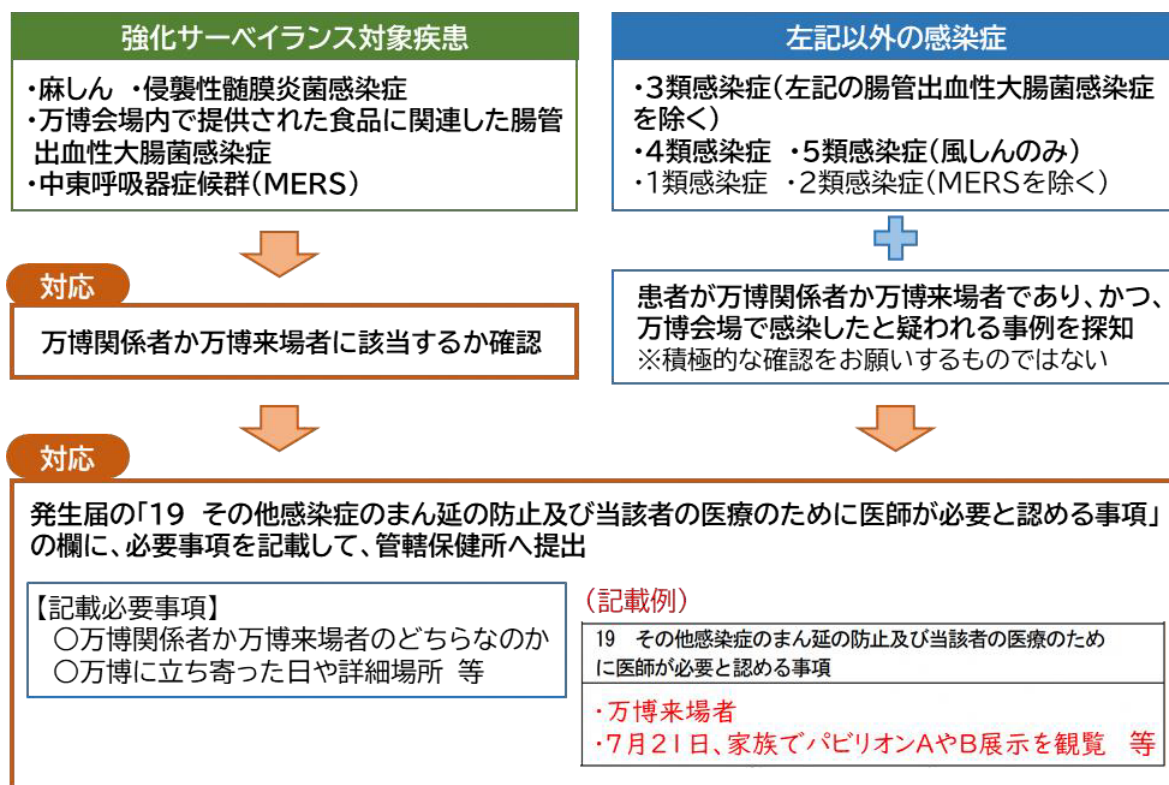 強化サーベイランス対象疾患
・麻しん ・侵襲性髄膜炎菌感染症
・万博会場内で提供された食品に関連した腸管
出血性大腸菌感染症
・中東呼吸器症候群(MERS)
左記以外の感染症
・3類感染症(左記の腸管出血性大腸菌感染症
を除く)
・4類感染症 ・5類感染症(風しんのみ)
・1類感染症 ・2類感染症(MERSを除く)
対応
万博関係者か万博来場者に該当するか確認
患者が万博関係者か万博来場者であり、かつ、
万博会場で感染したと疑われる事例を探知
※積極的な確認をお願いするものではない
対応
発生届の「19 その他感染症のまん延の防止及び当該者の医療のために医師が必要と認める事項」
の欄に、必要事項を記載して、管轄保健所へ提出
【記載必要事項】
○万博関係者か万博来場者のどちらなのか
○万博に立ち寄った日や詳細場所 等
(記載例)
19 その他感染症のまん延の防止及び当該者の医療のため
に医師が必要と認める事項
・万博来場者
・7月21日、家族でパビリオンAやB展示を観覧 等